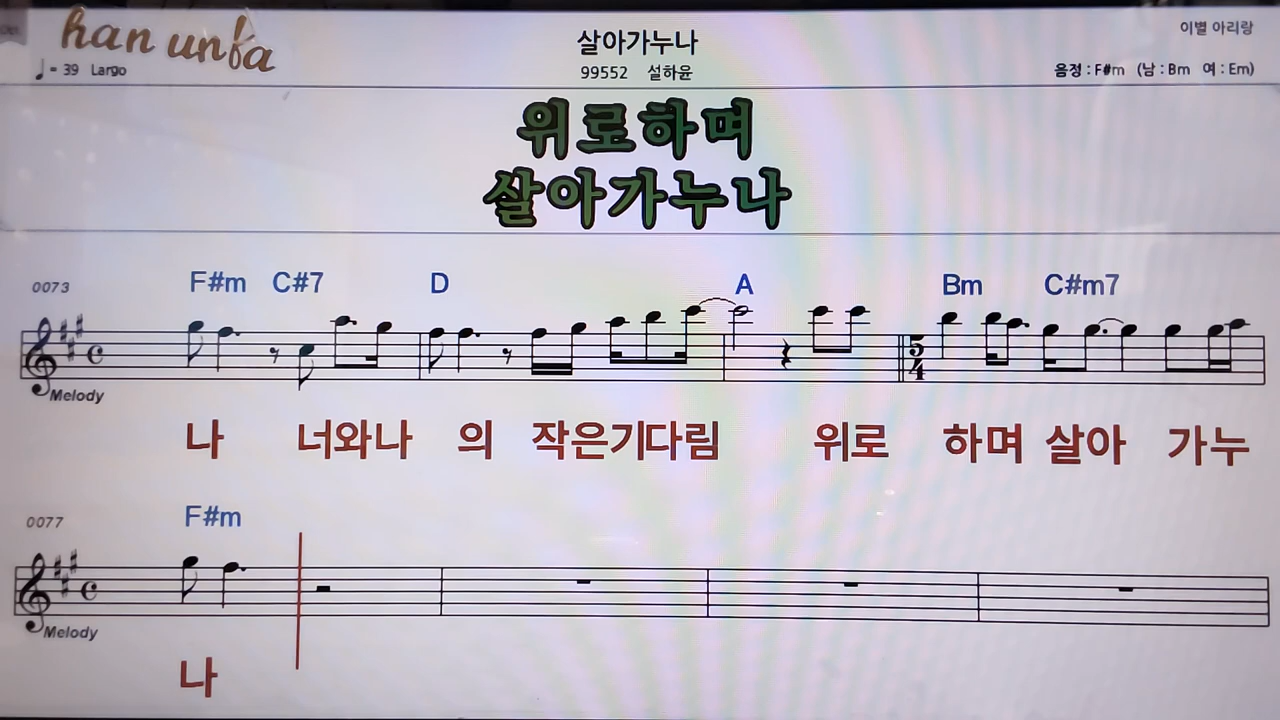 han unba
살아가누나
이별 아리랑
♩= 39 Largo
99552 설하윤
음정 : F#m (남 : Bm 여 : Em)
위로하며
살아가누나
0073 F#m C#7 D A Bm C#m7
5
4
Melody
나 너와나 의 작은기다림 위로 하며 살아 가누
0077 F#m
Melody
나